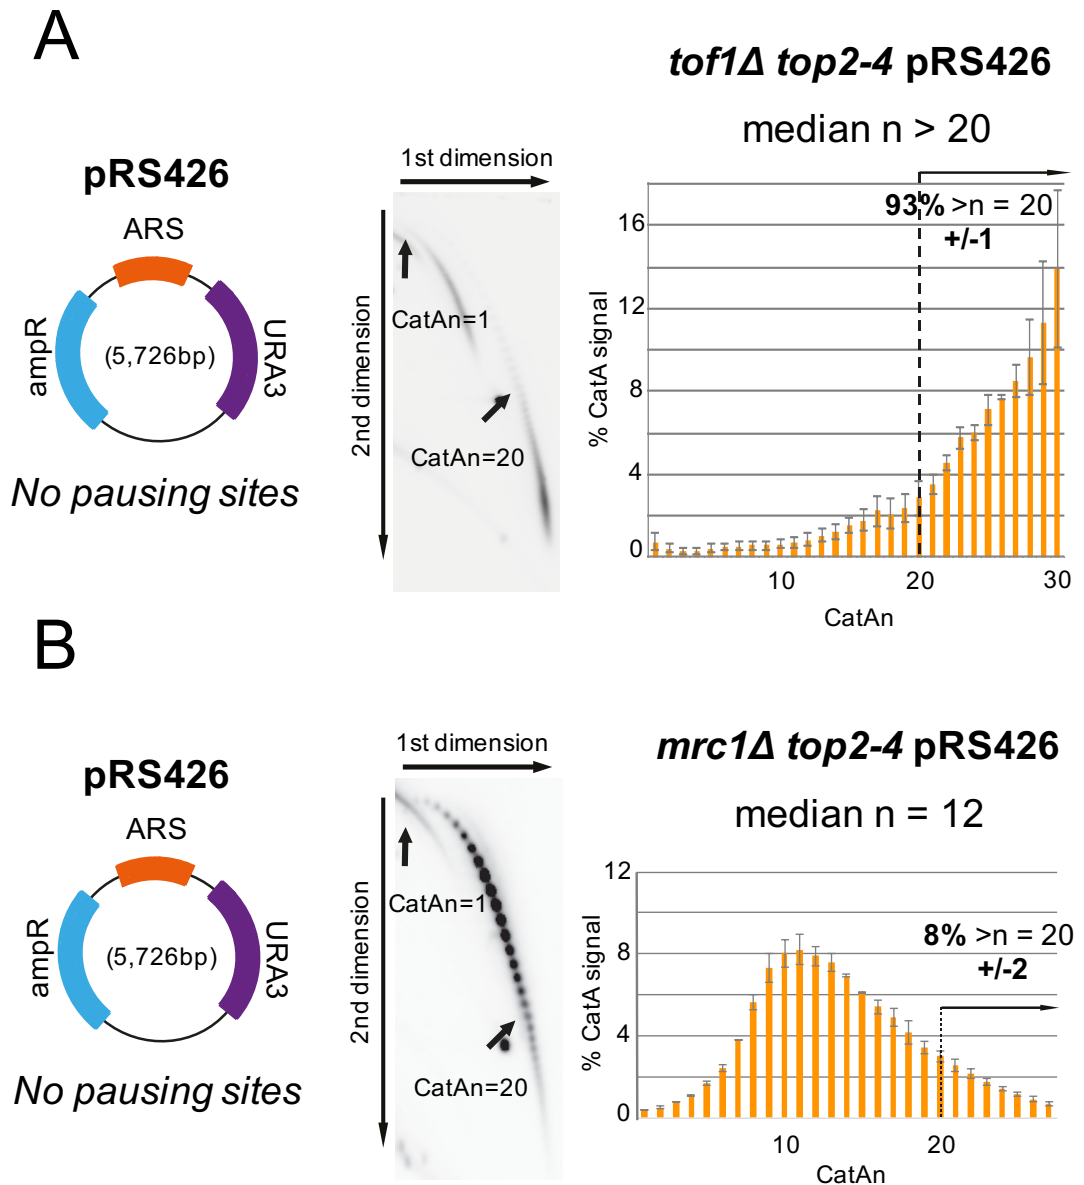 A
tof1Δ top2-4 pRS426
median n > 20
pRS426
ARS
ampR
URA3
(5,726bp)
No pausing sites
1st dimension
2nd dimension
CatAn=1
CatAn=20
% CatA signal
16
12
8
4
0
93% >n = 20
+/-1
10
20
30
CatAn
B
mrc1Δ top2-4 pRS426
median n = 12
pRS426
ARS
ampR
URA3
(5,726bp)
No pausing sites
1st dimension
2nd dimension
CatAn=1
CatAn=20
% CatA signal
12
8
4
0
8% >n = 20
+/-2
10
20
CatAn